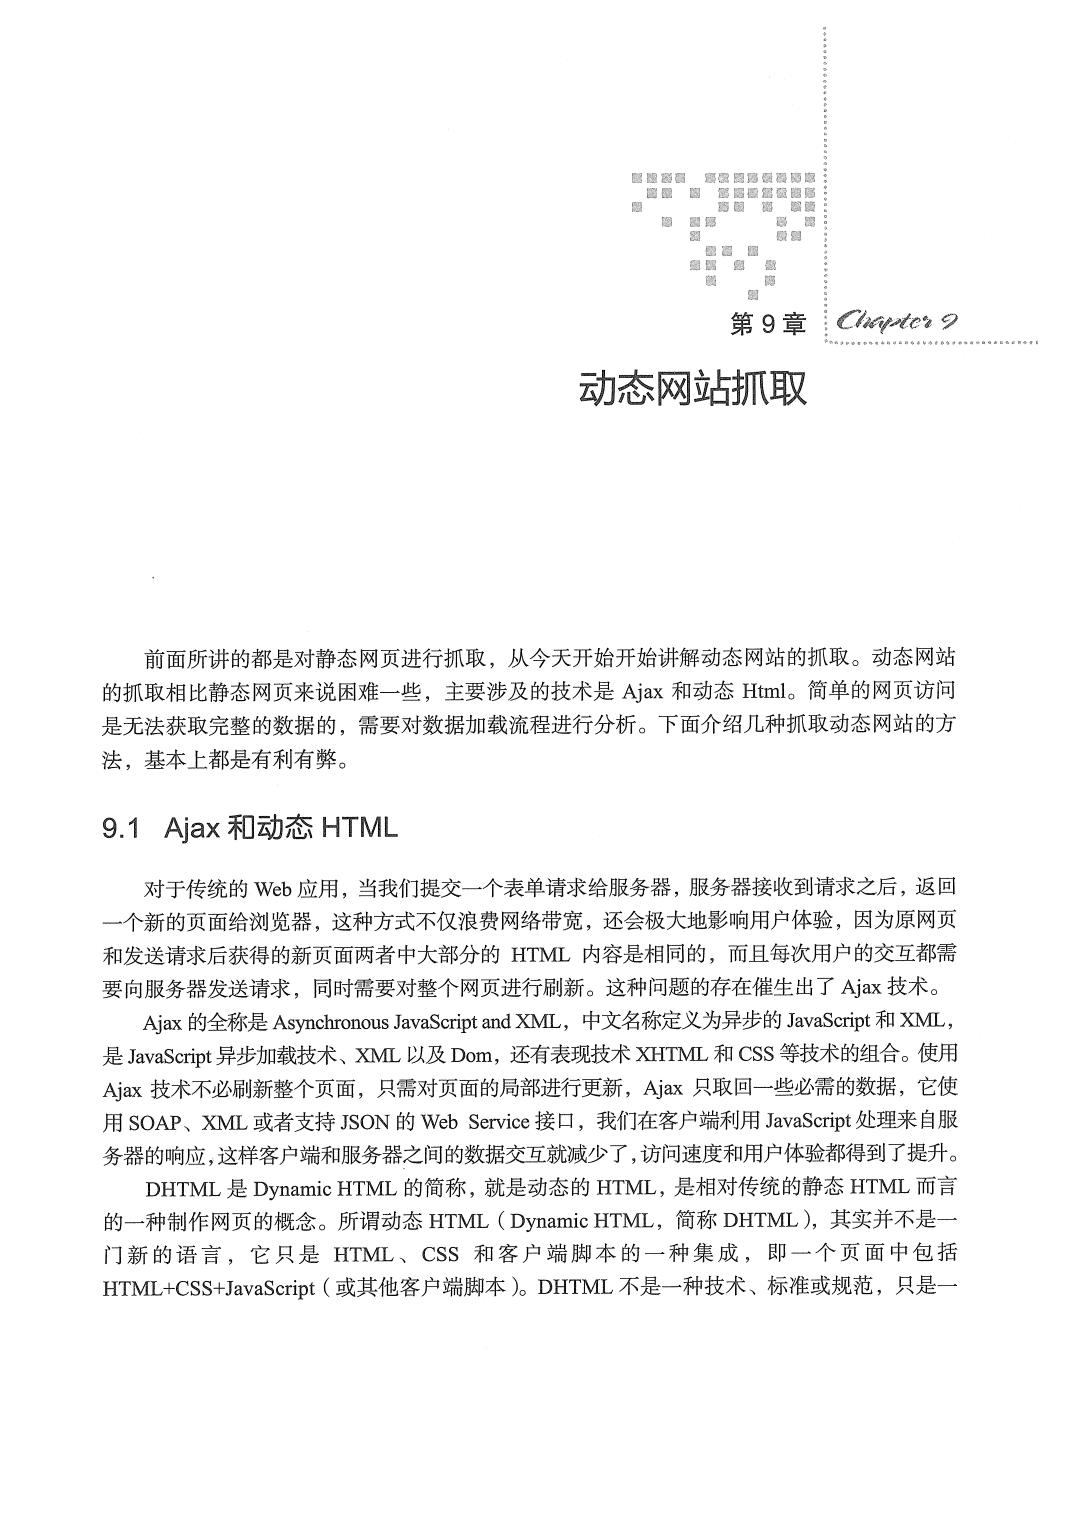 第 9 章
Chapter 9
动态网站抓取
前面所讲的都是对静态网页进行抓取，从今天开始开始讲解动态网站的抓取。动态网站
的抓取相比静态网页来说困难一些，主要涉及的技术是 Ajax 和动态 Html。简单的网页访问
是无法获取完整的数据的，需要对数据加载流程进行分析。下面介绍几种抓取动态网站的方
法，基本上都是有利有弊。
9.1 Ajax 和动态 HTML
对于传统的 Web 应用，当我们提交一个表单请求给服务器，服务器接收到请求之后，返回
一个新的页面给浏览器，这种方式不仅浪费网络带宽，还会极大地影响用户体验，因为原网页
和发送请求后获得的新页面两者中大部分的 HTML 内容是相同的，而且每次用户的交互都需
要向服务器发送请求，同时需要对整个网页进行刷新。这种问题的存在催生出了 Ajax 技术。
Ajax 的全称是 Asynchronous JavaScript and XML，中文名称定义为异步的 JavaScript 和 XML，
是 JavaScript 异步加载技术、XML 以及 Dom，还有表现技术 XHTML 和 CSS 等技术的组合。使用
Ajax 技术不必刷新整个页面，只需对页面的局部进行更新，Ajax 只取回一些必需的数据，它使
用 SOAP、XML 或者支持 JSON 的 Web Service 接口，我们在客户端利用 JavaScript 处理来自服
务器的响应，这样客户端和服务器之间的数据交互就减少了，访问速度和用户体验都得到了提升。
DHTML 是 Dynamic HTML 的简称，就是动态的 HTML，是相对传统的静态 HTML 而言
的一种制作网页的概念。所谓动态 HTML（Dynamic HTML，简称 DHTML），其实并不是一
门新的语言，它只是 HTML、CSS 和客户端脚本的一种集成，即一个页面中包括
HTML+CSS+JavaScript（或其他客户端脚本）。DHTML 不是一种技术、标准或规范，只是一